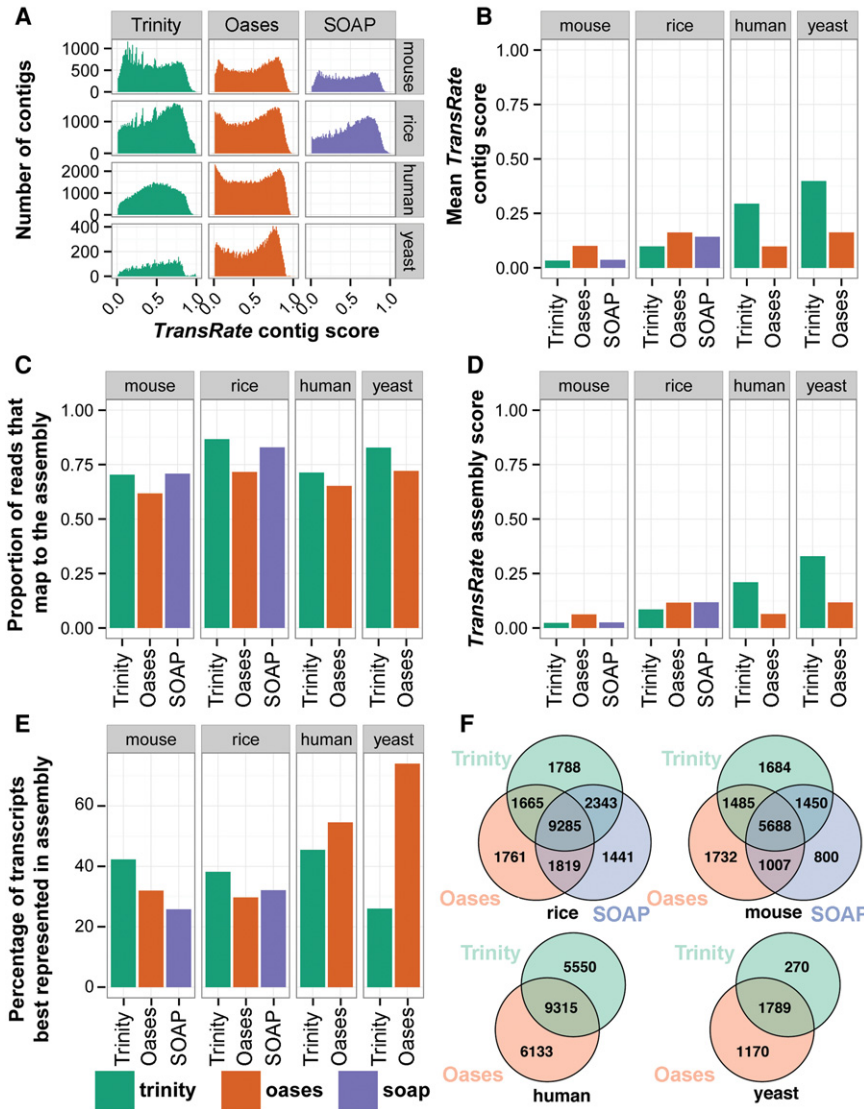 A
Trinity
Oases
SOAP
Number of contigs
1000
500
0
mouse
1000
0
rice
2000
1000
0
human
400
200
0
yeast
0.0
0.5
1.0
0.0
0.5
1.0
0.0
0.5
1.0
TransRate contig score
B
mouse
rice
human
yeast
Mean TransRate
contig score
1.00
0.75
0.50
0.25
0.00
Trinity
Oases
SOAP
Trinity
Oases
SOAP
Trinity
Oases
Trinity
Oases
C
mouse
rice
human
yeast
Proportion of reads that
map to the assembly
1.00
0.75
0.50
0.25
0.00
Trinity
Oases
SOAP
Trinity
Oases
SOAP
Trinity
Oases
Trinity
Oases
D
mouse
rice
human
yeast
TransRate assembly score
1.00
0.75
0.50
0.25
0.00
Trinity
Oases
SOAP
Trinity
Oases
SOAP
Trinity
Oases
Trinity
Oases
E
mouse
rice
human
yeast
Percentage of transcripts
best represented in assembly
60
40
20
0
Trinity
Oases
SOAP
Trinity
Oases
SOAP
Trinity
Oases
Trinity
Oases
trinity
oases
soap
F
Trinity
1788
1665
2343
9285
1761
1819
1441
Oases
SOAP
rice
Trinity
1684
1485
1450
5688
1732
1007
800
Oases
SOAP
mouse
Trinity
5550
9315
6133
Oases
human
Trinity
270
1789
1170
Oases
yeast